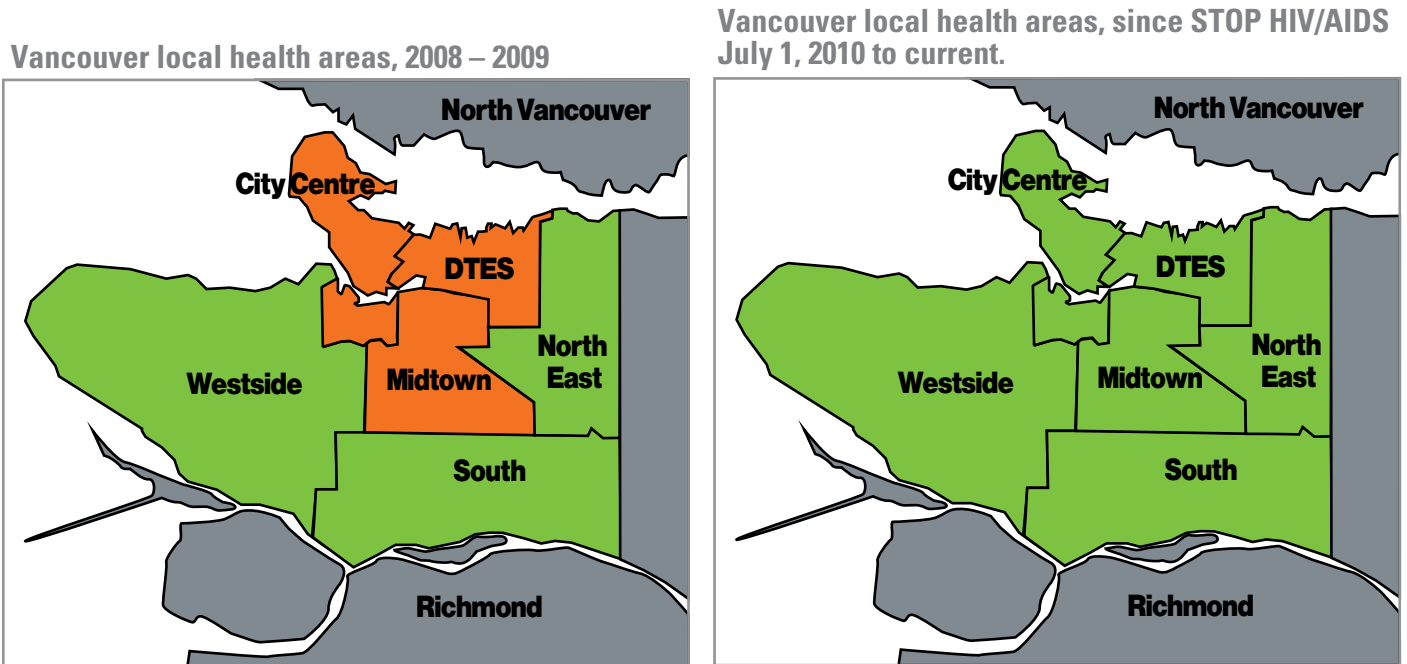 Vancouver local health areas, 2008 – 2009
North Vancouver
City Centre
DTES
North
East
Westside
Midtown
South
Richmond
Vancouver local health areas, since STOP HIV/AIDS
July 1, 2010 to current.
North Vancouver
City Centre
DTES
North
East
Westside
Midtown
South
Richmond